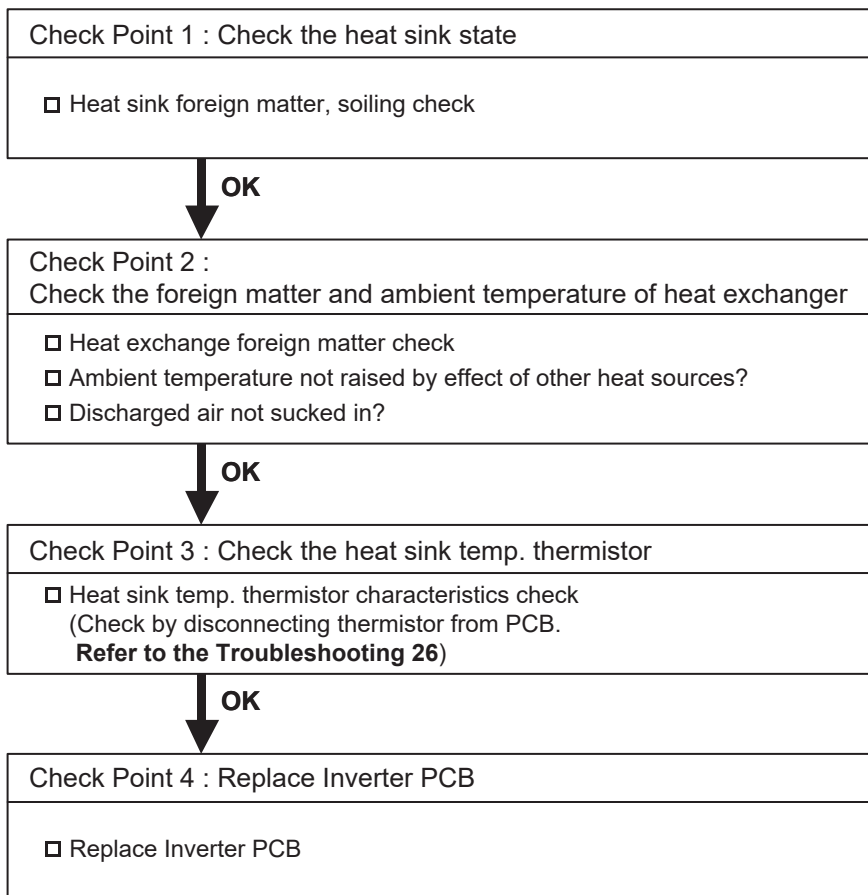 Check Point 1 : Check the heat sink state
Heat sink foreign matter, soiling check
OK
Check Point 2 :
Check the foreign matter and ambient temperature of heat exchanger
Heat exchange foreign matter check
Ambient temperature not raised by effect of other heat sources?
Discharged air not sucked in?
OK
Check Point 3 : Check the heat sink temp. thermistor
Heat sink temp. thermistor characteristics check
(Check by disconnecting thermistor from PCB.
Refer to the Troubleshooting 26)
OK
Check Point 4 : Replace Inverter PCB
Replace Inverter PCB